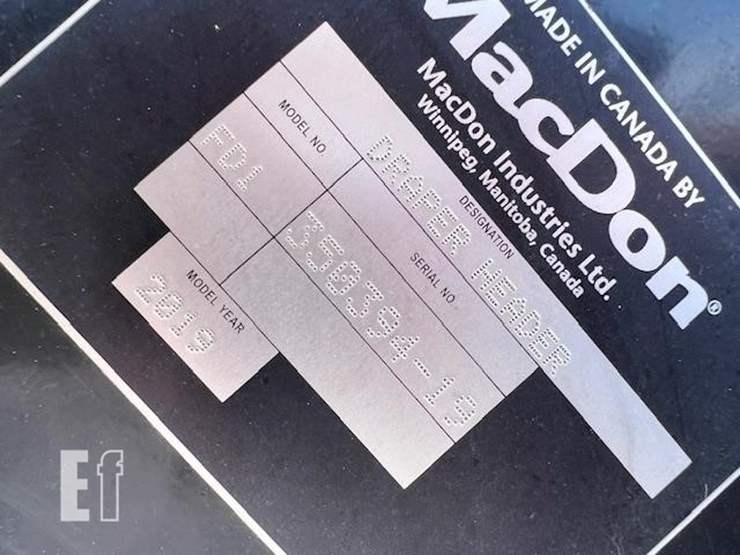 MADE IN CANADA BY
MacDon®
MacDon Industries Ltd.
Winnipeg, Manitoba, Canada
DESIGNATION
DRAPER HEADER
MODEL NO.
FD1
SERIAL NO.
350394-19
MODEL YEAR
2019
Ef